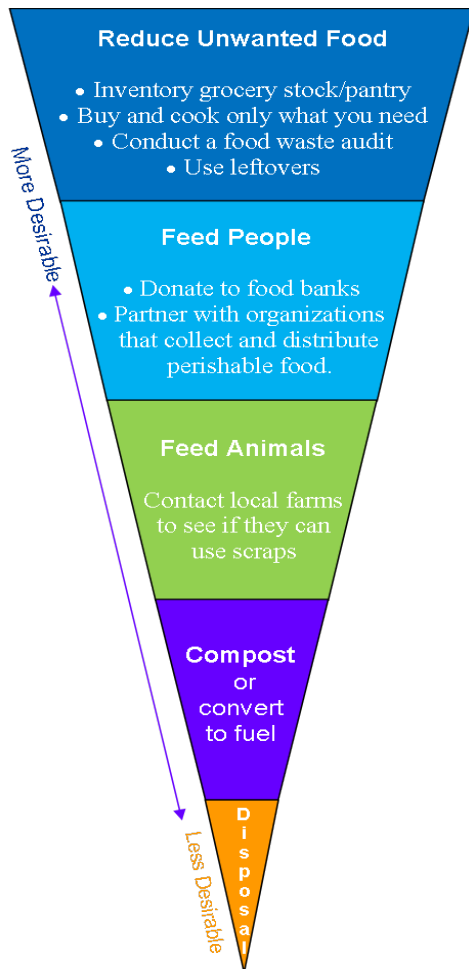 Reduce Unwanted Food
• Inventory grocery stock/pantry
• Buy and cook only what you need
• Conduct a food waste audit
• Use leftovers
More Desirable
Feed People
• Donate to food banks
• Partner with organizations
that collect and distribute
perishable food.
Feed Animals
Contact local farms
to see if they can
use scraps
Compost
or
convert
to fuel
Less Desirable
Disposal